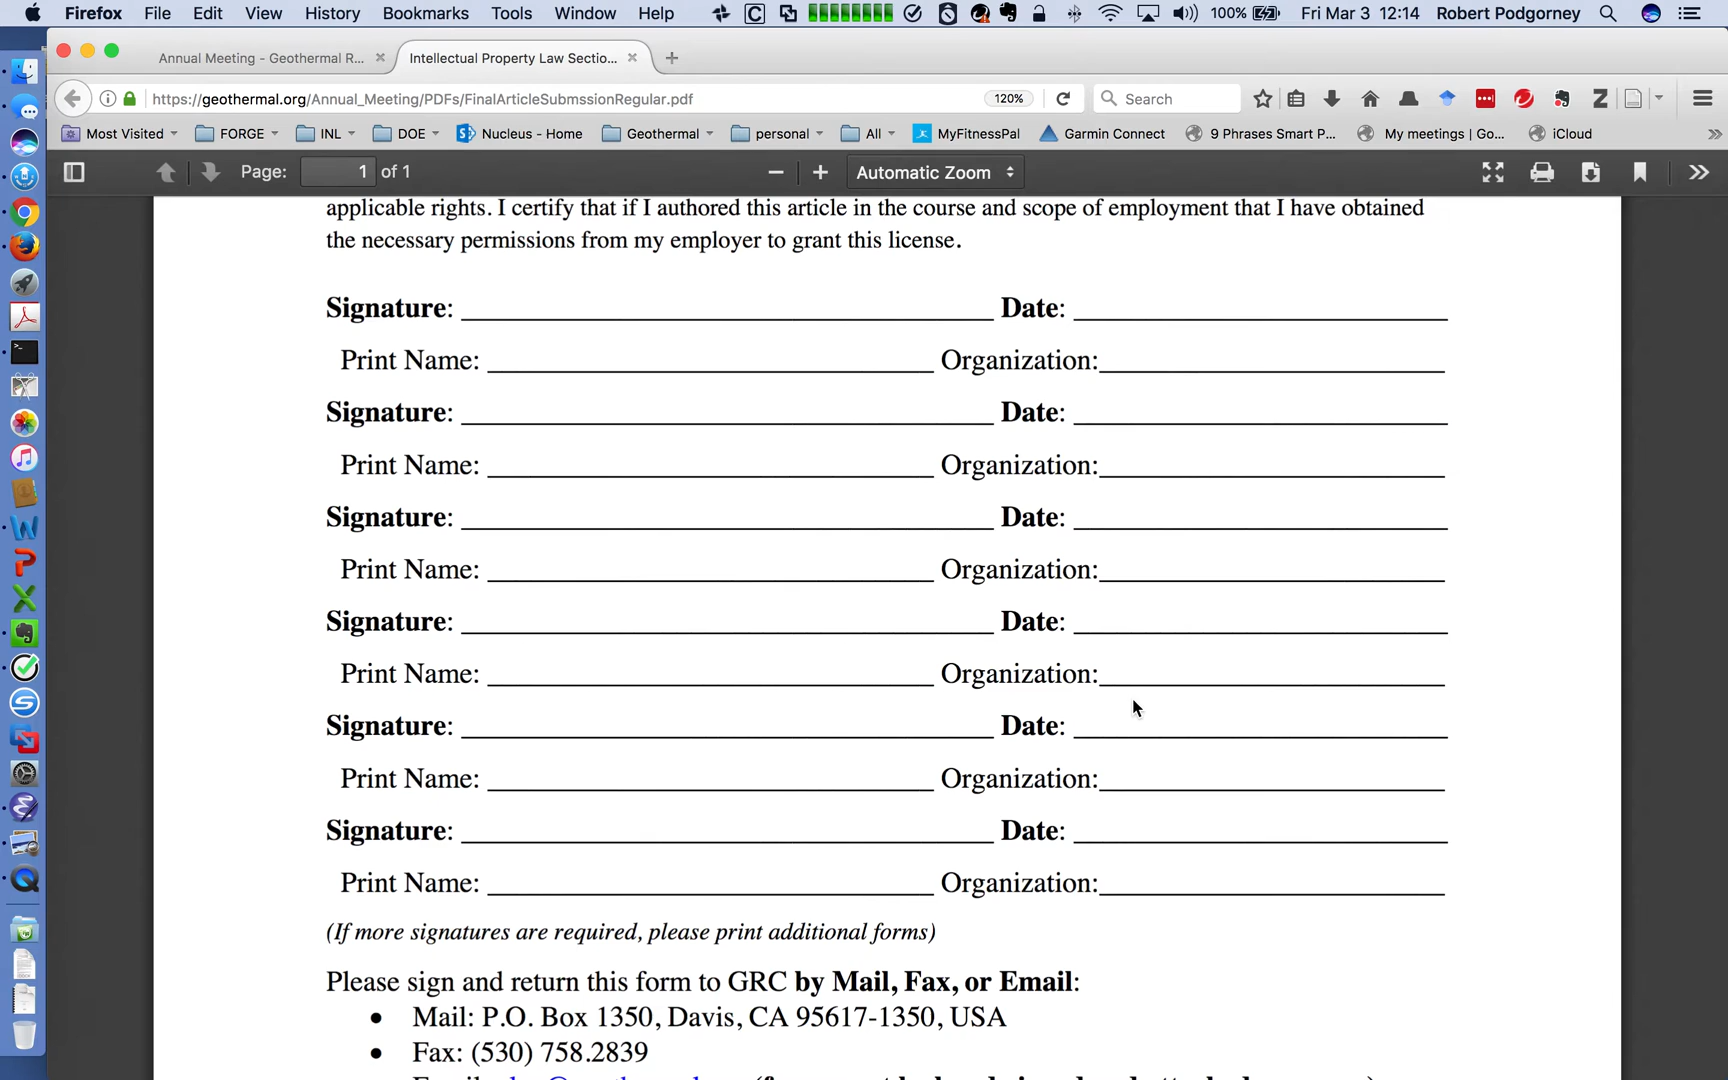 Firefox File Edit View History Bookmarks Tools Window Help 100% Fri Mar 3 12:14 Robert Podgorney
Annual Meeting - Geothermal R... Intellectual Property Law Sectio...
https://geothermal.org/Annual_Meeting/PDFs/FinalArticleSubmssionRegular.pdf 120% Search
Most Visited FORGE INL DOE Nucleus - Home Geothermal personal All MyFitnessPal Garmin Connect 9 Phrases Smart P... My meetings | Go... iCloud
Page: 1 of 1 Automatic Zoom
applicable rights. I certify that if I authored this article in the course and scope of employment that I have obtained
the necessary permissions from my employer to grant this license.
Signature: Date:
Print Name: Organization:
Signature: Date:
Print Name: Organization:
Signature: Date:
Print Name: Organization:
Signature: Date:
Print Name: Organization:
Signature: Date:
Print Name: Organization:
Signature: Date:
Print Name: Organization:
(If more signatures are required, please print additional forms)
Please sign and return this form to GRC by Mail, Fax, or Email:
• Mail: P.O. Box 1350, Davis, CA 95617-1350, USA
• Fax: (530) 758.2839